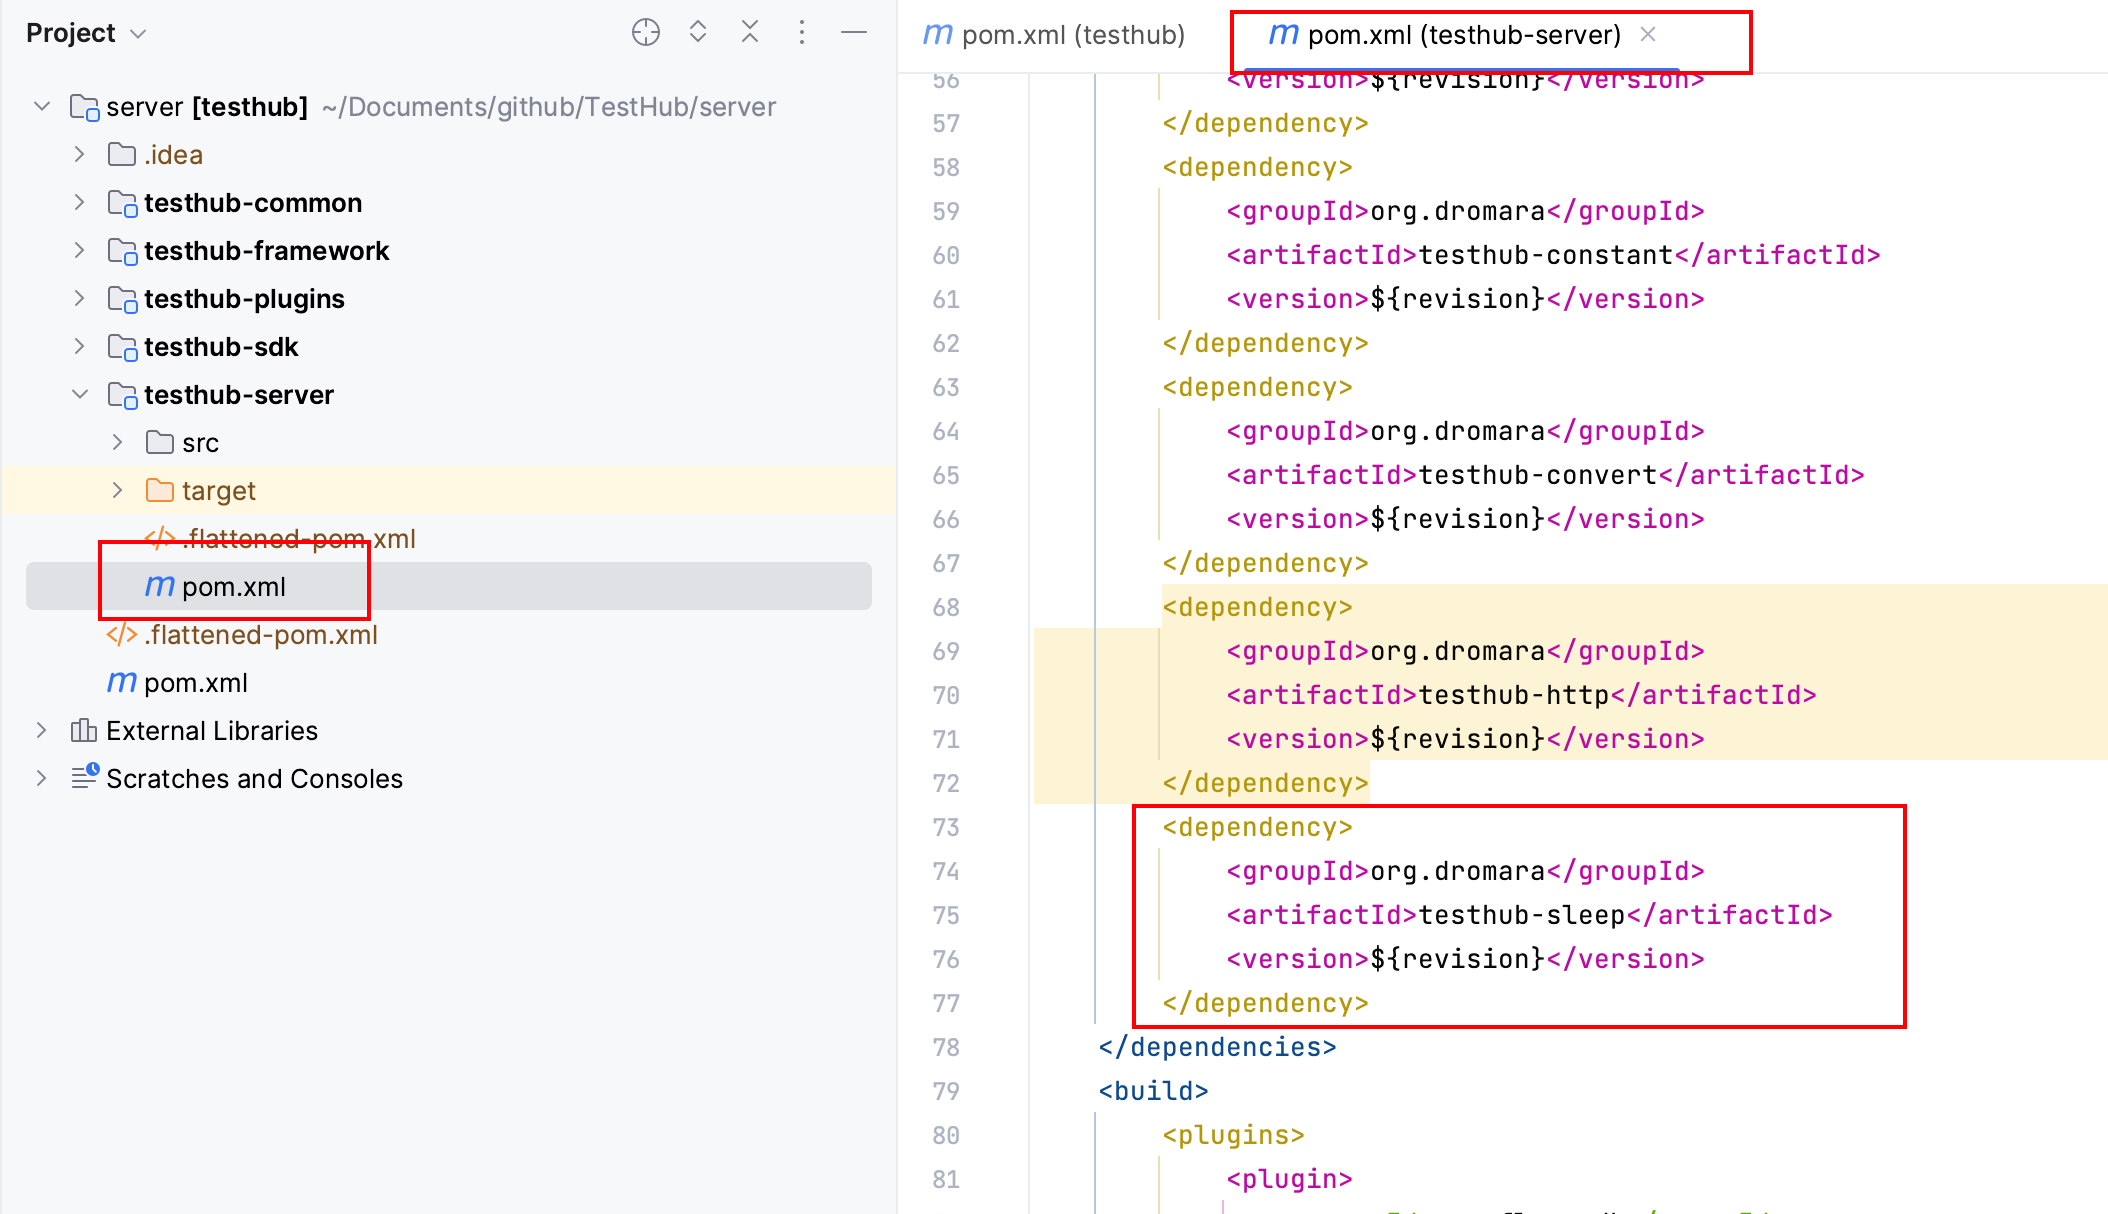 Project
server [testhub] ~/Documents/github/TestHub/server
.idea
testhub-common
testhub-framework
testhub-plugins
testhub-sdk
testhub-server
src
target
.flattened-pom.xml
pom.xml
.flattened-pom.xml
pom.xml
External Libraries
Scratches and Consoles
pom.xml (testhub)
pom.xml (testhub-server)
56 <version>${revision}</version>
57 </dependency>
58 <dependency>
59 <groupId>org.dromara</groupId>
60 <artifactId>testhub-constant</artifactId>
61 <version>${revision}</version>
62 </dependency>
63 <dependency>
64 <groupId>org.dromara</groupId>
65 <artifactId>testhub-convert</artifactId>
66 <version>${revision}</version>
67 </dependency>
68 <dependency>
69 <groupId>org.dromara</groupId>
70 <artifactId>testhub-http</artifactId>
71 <version>${revision}</version>
72 </dependency>
73 <dependency>
74 <groupId>org.dromara</groupId>
75 <artifactId>testhub-sleep</artifactId>
76 <version>${revision}</version>
77 </dependency>
78 </dependencies>
79 <build>
80 <plugins>
81 <plugin>